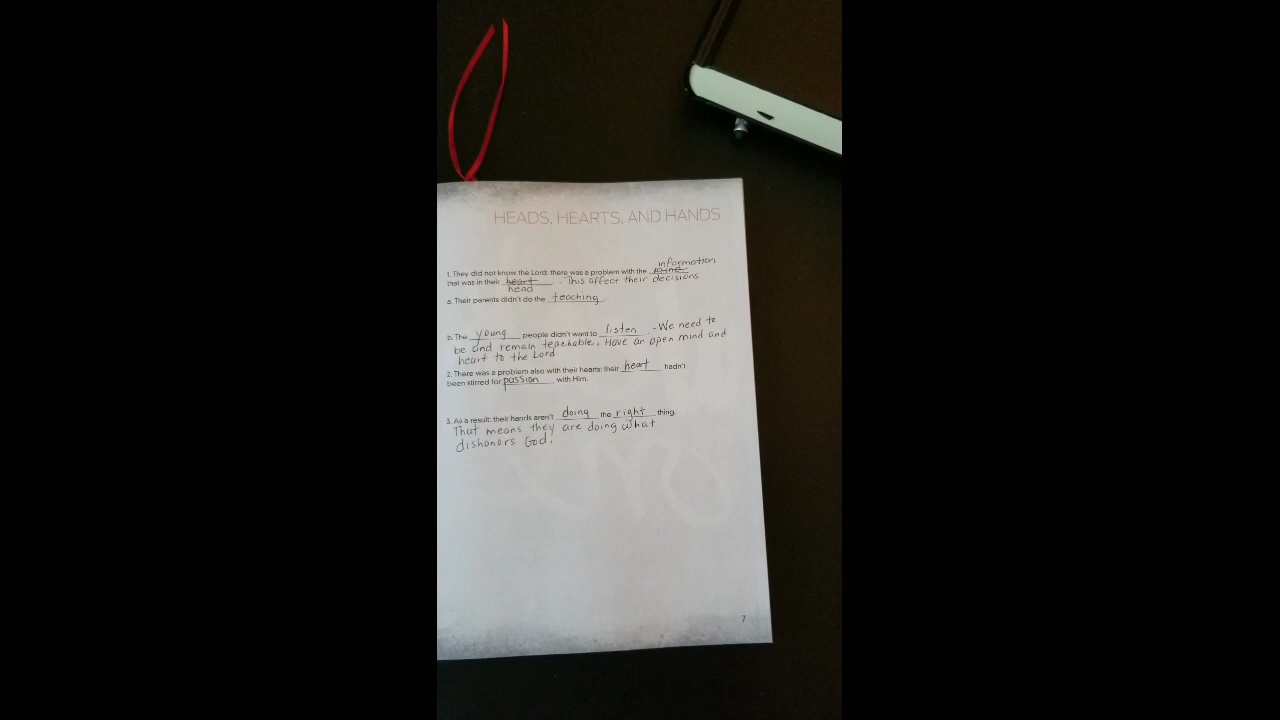 HEADS, HEARTS, AND HANDS
information
1. They did not know the Lord: there was a problem with the mind
that was in their heart. This affect their decisions
head
a. Their parents didn't do the teaching.
b. The young people didn't want to listen. -We need to
be and remain teachable. Have an open mind and
heart to the Lord
2. There was a problem also with their hearts: their heart hadn't
been stirred for passion with Him.
3. As a result: their hands aren't doing the right thing.
That means they are doing what
dishonors God.
7